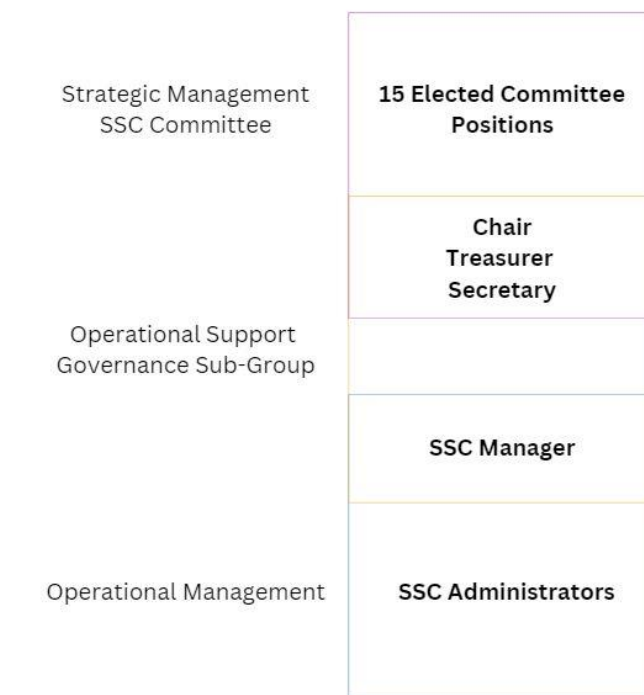 Strategic Management
SSC Committee
15 Elected Committee
Positions
Chair
Treasurer
Secretary
Operational Support
Governance Sub-Group
SSC Manager
Operational Management
SSC Administrators